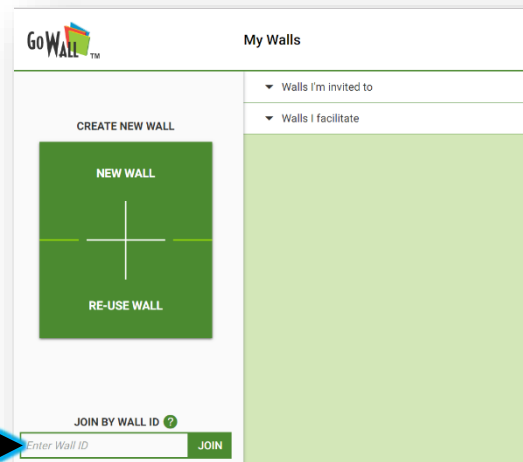 GoWALL TM
My Walls
Walls I'm invited to
Walls I facilitate
CREATE NEW WALL
NEW WALL
RE-USE WALL
JOIN BY WALL ID ?
Enter Wall ID
JOIN